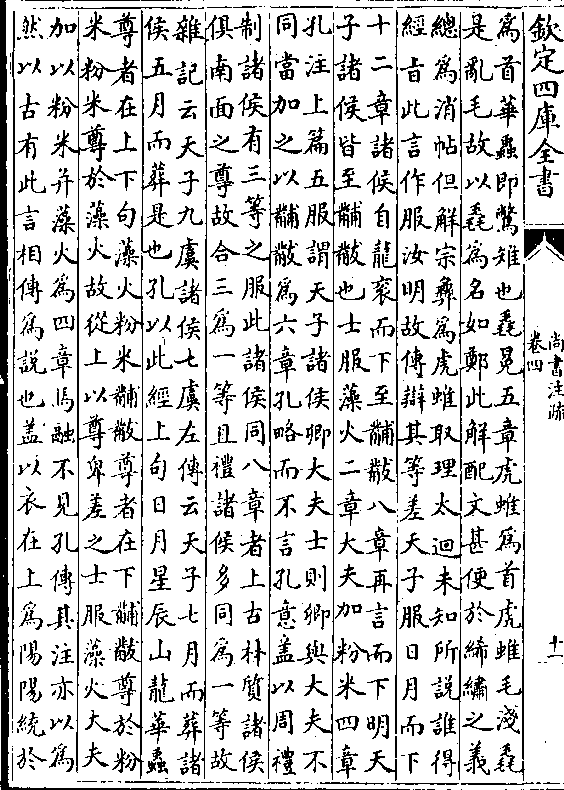 欽定四庫全書
尚書注疏
卷四
十一
為首華蟲即鷩雉也毳冕五章虎蜼為首虎蜼毛淺毳
是亂毛故以毳為名如鄭此解配文甚便於絺繡之義
總為消帖但解宗彝為虎蜼取理太迴未知所說誰得
經旨此言作服汝明故傳辯其等差天子服日月而下
十二章諸侯自龍衮而下至黼黻八章再言而下明天
子諸侯皆至黼黻也士服藻火二章大夫加粉米四章
孔注上篇五服謂天子諸侯卿大夫士則卿與大夫不
同當加之以黼黻為六章孔略而不言孔意蓋以周禮
制諸侯有三等之服此諸侯同八章者上古朴質諸侯
俱南面之尊故合三為一等且禮諸侯多同為一等故
雜記云天子九虞諸侯七虞左傳云天子七月而葬諸
侯五月而葬是也孔以此經上句日月星辰山龍華蟲
尊者在上下句藻火粉米黼黻尊者在下黼黻尊於粉
米粉米尊於藻火故從上以尊卑差之士服藻火大夫
加以粉米并藻火為四章馬融不見孔傳其注亦以為
然以古有此言相傳為說也蓋以衣在上為陽陽統於